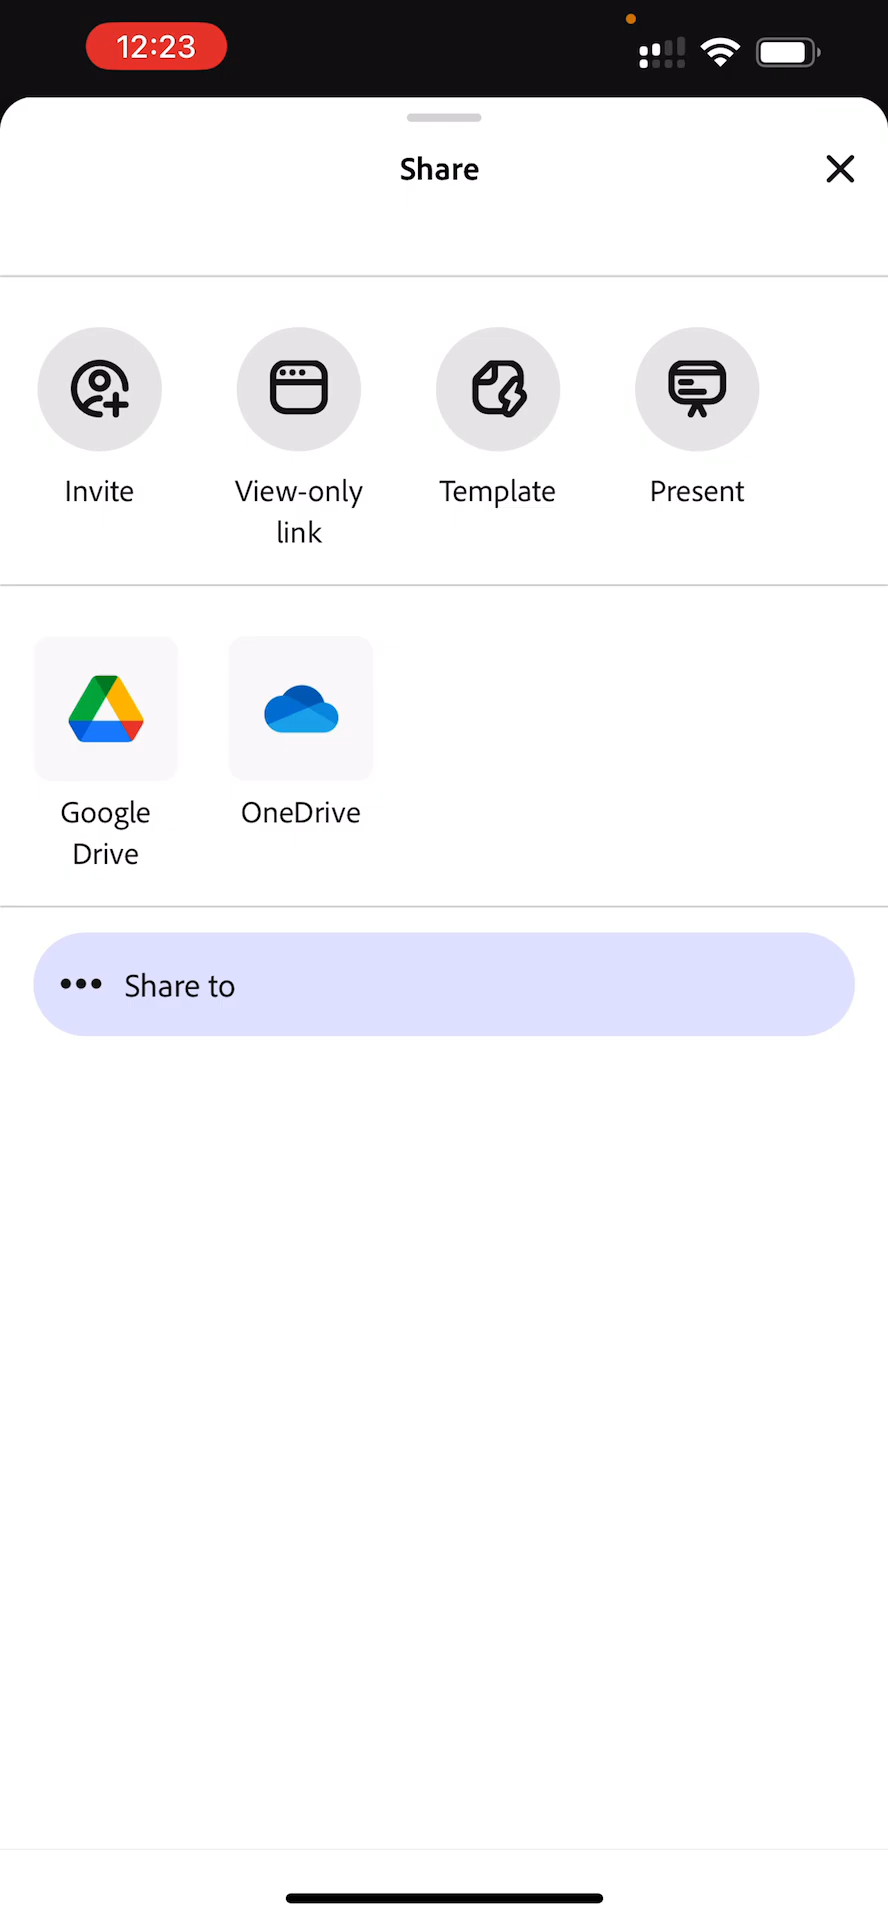 12:23
Share
Invite
View-only
link
Template
Present
Google
Drive
OneDrive
Share to